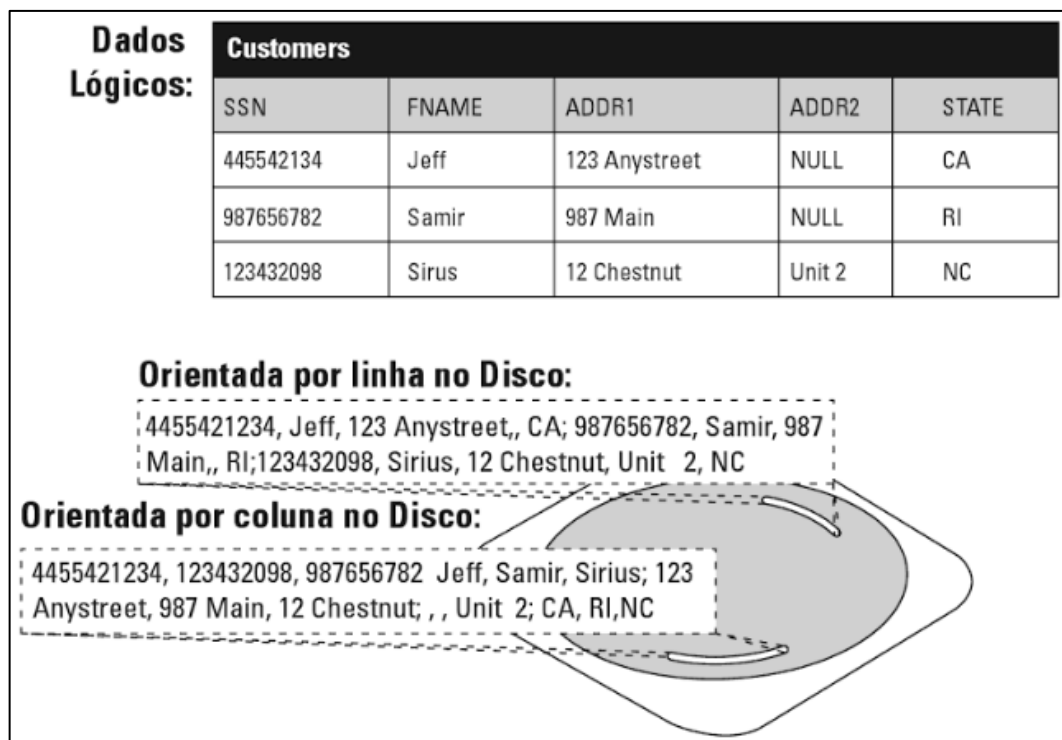 Dados
Lógicos:
Customers
SSN FNAME ADDR1 ADDR2 STATE
445542134 Jeff 123 Anystreet NULL CA
987656782 Samir 987 Main NULL RI
123432098 Sirus 12 Chestnut Unit 2 NC
Orientada por linha no Disco:
4455421234, Jeff, 123 Anystreet,, CA; 987656782, Samir, 987
Main,, RI;123432098, Sirius, 12 Chestnut, Unit 2, NC
Orientada por coluna no Disco:
4455421234, 123432098, 987656782 Jeff, Samir, Sirius; 123
Anystreet, 987 Main, 12 Chestnut; , , Unit 2; CA, RI,NC